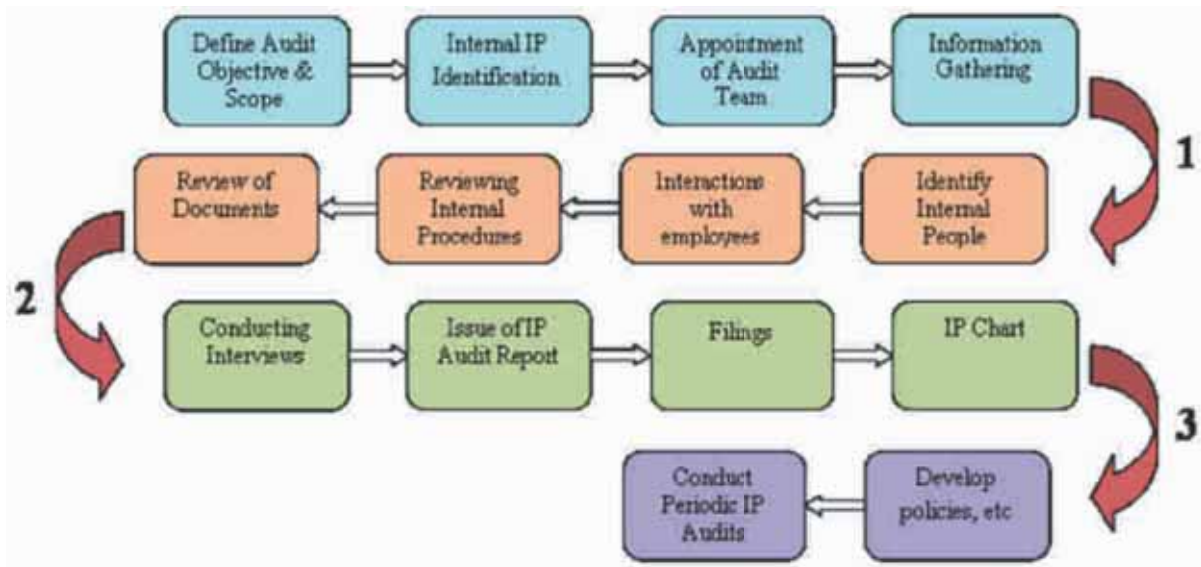 Define Audit
Objective &
Scope
Internal IP
Identification
Appointment
of Audit
Team
Information
Gathering
1
Identify
Internal
People
Interactions
with
employees
Reviewing
Internal
Procedures
Review of
Documents
2
Conducting
Interviews
Issue of IP
Audit Report
Filings
IP Chart
3
Develop
policies, etc
Conduct
Periodic IP
Audits